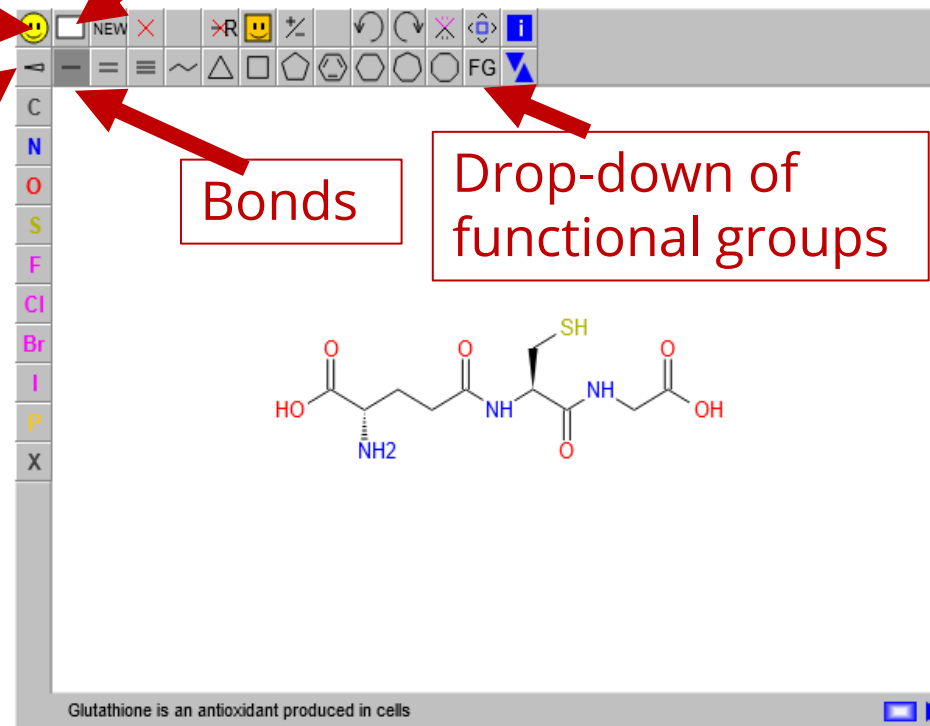 NEW
R
+/-
i
FG
C
N
O
S
F
Cl
Br
I
P
X
Bonds
Drop-down of
functional groups
SH
O
O
O
NH
HO
NH
OH
NH2
O
Glutathione is an antioxidant produced in cells